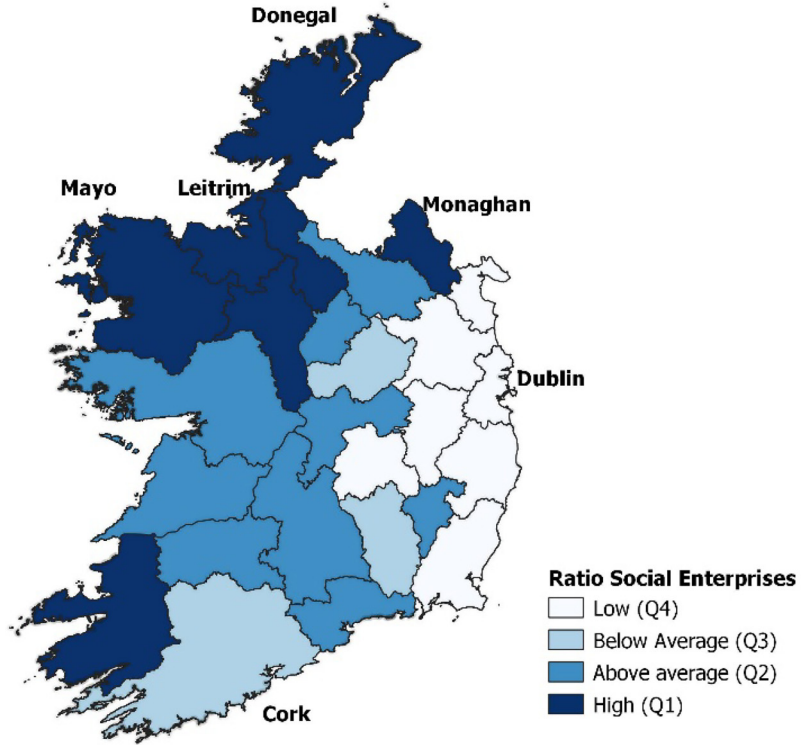 Donegal
Mayo
Leitrim
Monaghan
Dublin
Ratio Social Enterprises
Low (Q4)
Below Average (Q3)
Above average (Q2)
High (Q1)
Cork